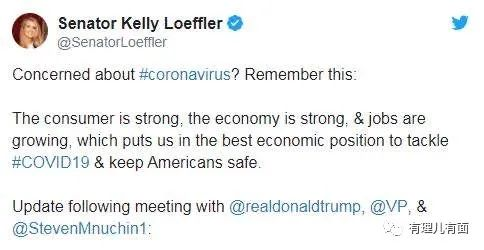 Senator Kelly Loeffler
@SenatorLoeffler
Concerned about #coronavirus? Remember this:
The consumer is strong, the economy is strong, & jobs are
growing, which puts us in the best economic position to tackle
#COVID19 & keep Americans safe.
Update following meeting with @realdonaldtrump, @VP, &
@StevenMnuchin1:
有理儿有面